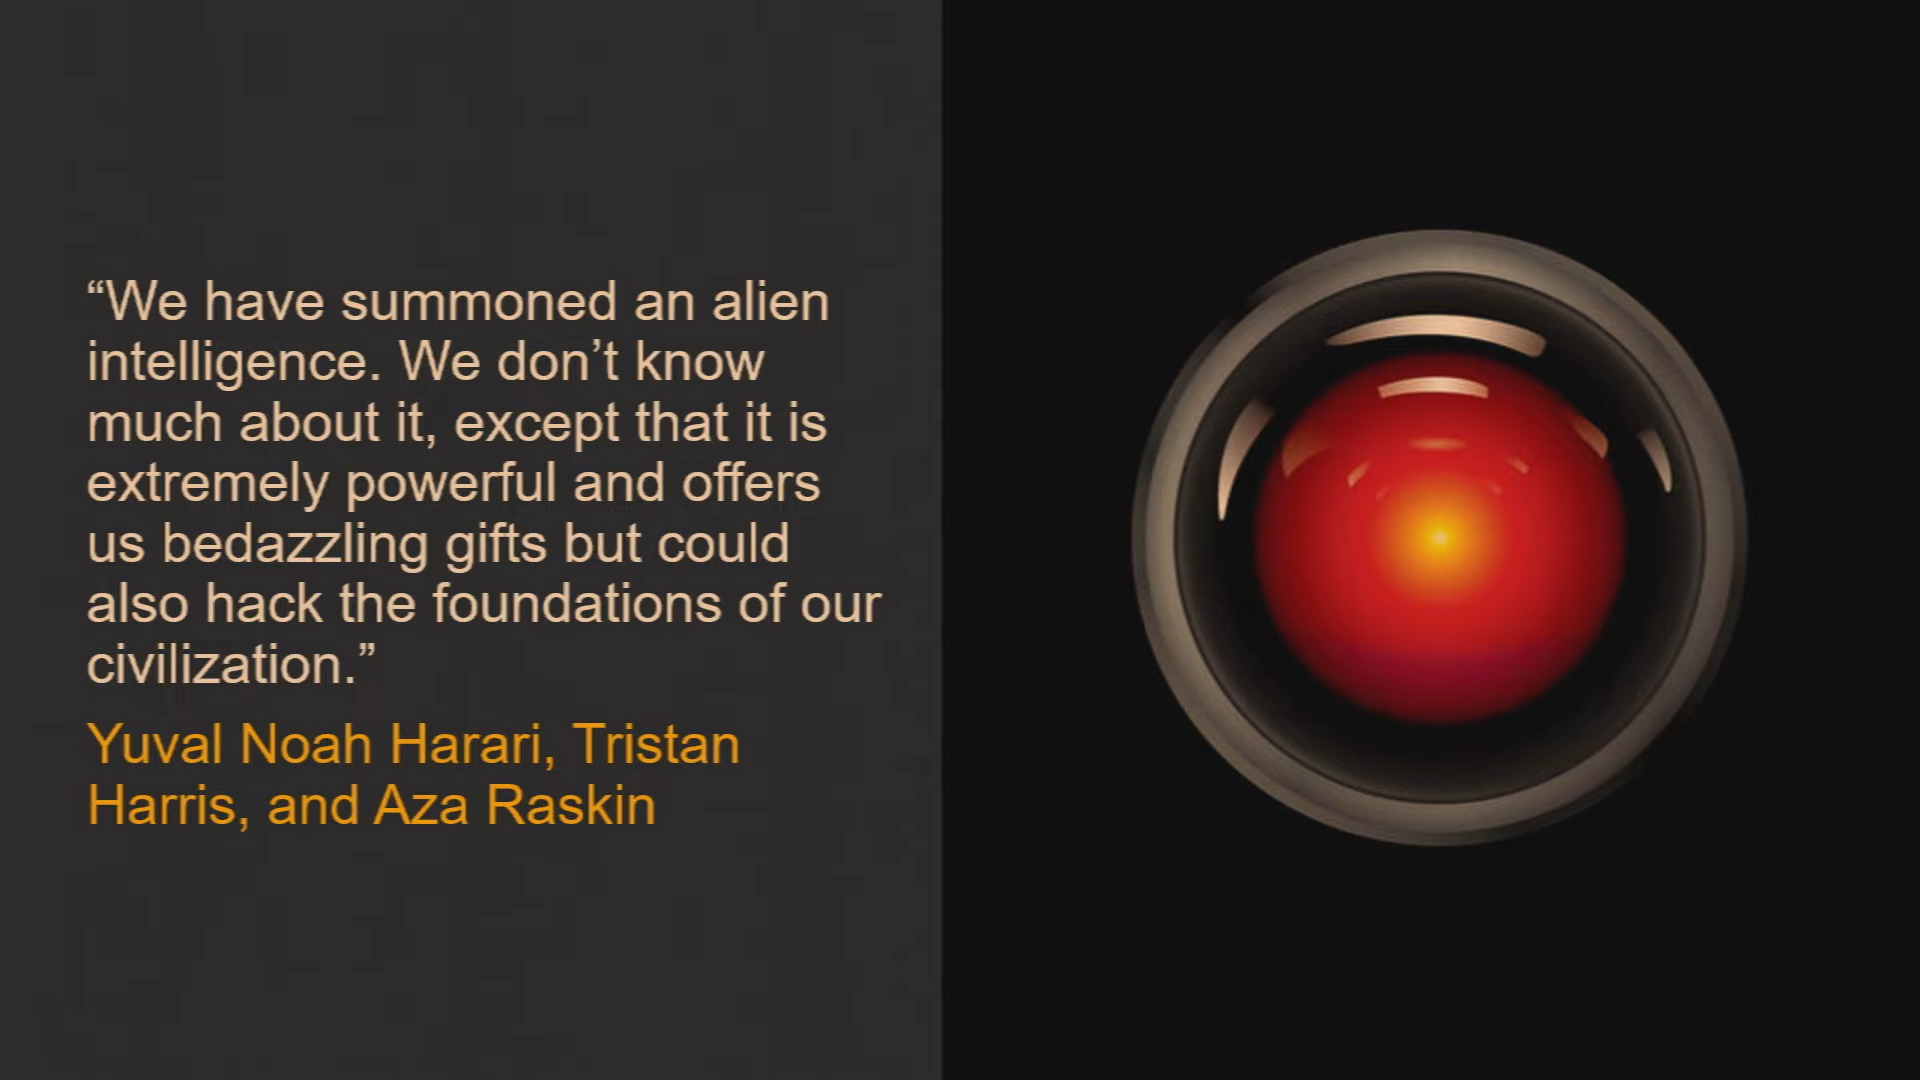 “We have summoned an alien
intelligence. We don’t know
much about it, except that it is
extremely powerful and offers
us bedazzling gifts but could
also hack the foundations of our
civilization.”
Yuval Noah Harari, Tristan
Harris, and Aza Raskin